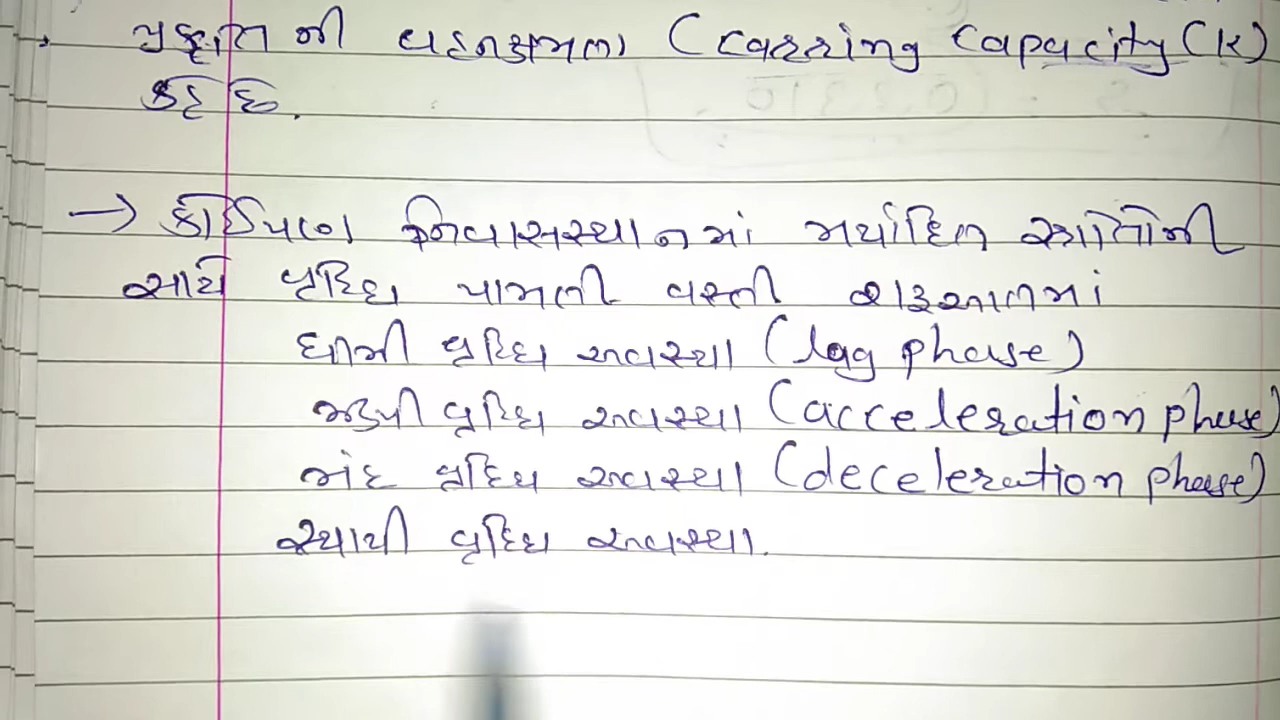 પ્રકૃતિ ની વહનક્ષમતા (Carring Capacity (K)
કહે છે.
→ કોઈપણ નિવાસસ્થાનમાં મર્યાદિત સ્ત્રોતોની
સાથે વૃદ્ધિ પામતી વસ્તી શરૂઆતમાં
ધીમી વૃદ્ધિ અવસ્થા (lag phase)
ઝડપી વૃદ્ધિ અવસ્થા (acceleration phase)
મંદ વૃદ્ધિ અવસ્થા (deceleration phase)
સ્થાયી વૃદ્ધિ અવસ્થા.